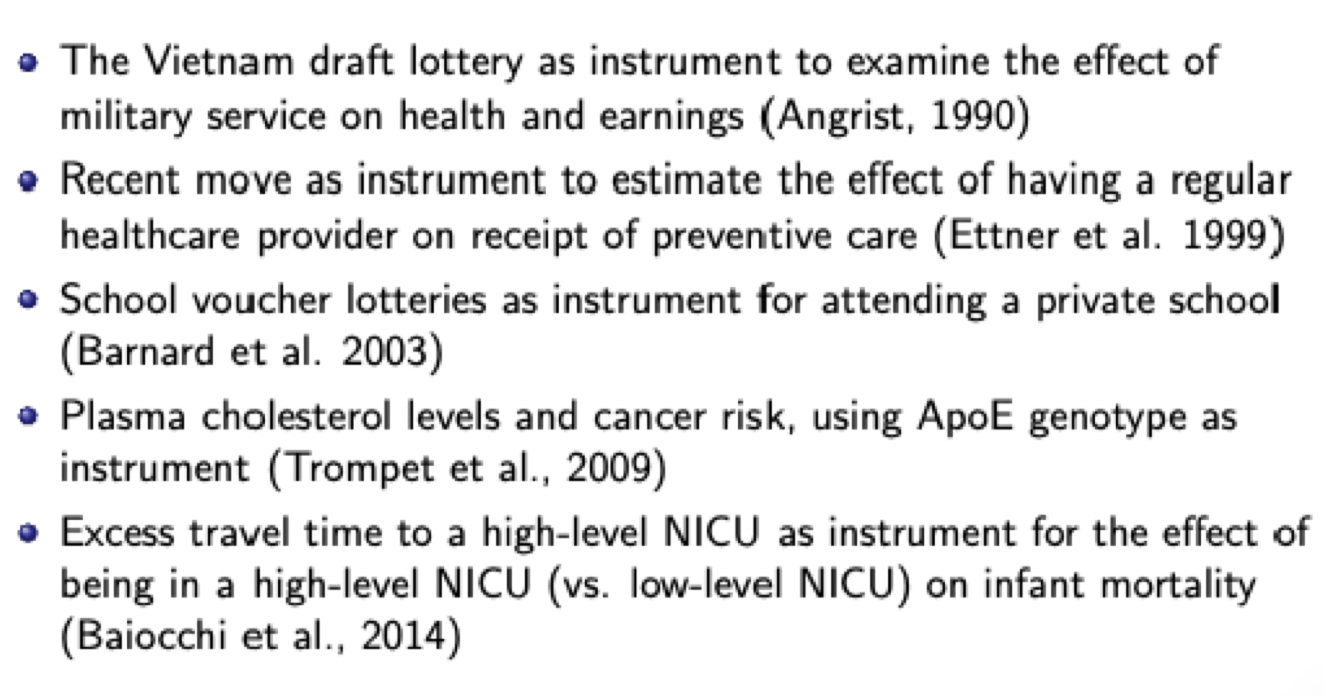 The Vietnam draft lottery as instrument to examine the effect of
military service on health and earnings (Angrist, 1990)
Recent move as instrument to estimate the effect of having a regular
healthcare provider on receipt of preventive care (Ettner et al. 1999)
School voucher lotteries as instrument for attending a private school
(Barnard et al. 2003)
Plasma cholesterol levels and cancer risk, using ApoE genotype as
instrument (Trompet et al., 2009)
Excess travel time to a high-level NICU as instrument for the effect of
being in a high-level NICU (vs. low-level NICU) on infant mortality
(Baiocchi et al., 2014)